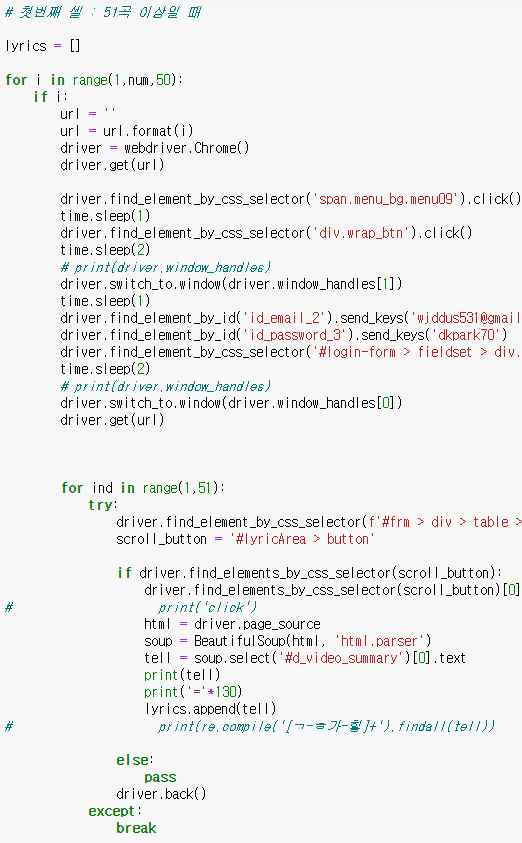 # 첫번째 셀 : 51곡 이상일 때
lyrics = []
for i in range(1,num,50):
    if i:
        url = ''
        url = url.format(i)
        driver = webdriver.Chrome()
        driver.get(url)
        driver.find_element_by_css_selector('span.menu_bg.menu09').click()
        time.sleep(1)
        driver.find_element_by_css_selector('div.wrap_btn').click()
        time.sleep(2)
        # print(driver.window_handles)
        driver.switch_to.window(driver.window_handles[1])
        time.sleep(1)
        driver.find_element_by_id('id_email_2').send_keys('wjddus531@gmail
        driver.find_element_by_id('id_password_3').send_keys('dkpark70')
        driver.find_element_by_css_selector('#login-form > fieldset > div.
        time.sleep(2)
        # print(driver.window_handles)
        driver.switch_to.window(driver.window_handles[0])
        driver.get(url)
        for ind in range(1,51):
            try:
                driver.find_element_by_css_selector(f'#frm > div > table >
                scroll_button = '#lyricArea > button'
                if driver.find_elements_by_css_selector(scroll_button):
                    driver.find_elements_by_css_selector(scroll_button)[0]
#                     print('click')
                    html = driver.page_source
                    soup = BeautifulSoup(html, 'html.parser')
                    tell = soup.select('#d_video_summary')[0].text
                    print(tell)
                    print('='*130)
                    lyrics.append(tell)
#                     print(re.compile('[ㄱ-ㅎ가-힣]+').findall(tell))
                else:
                    pass
                driver.back()
            except:
                break